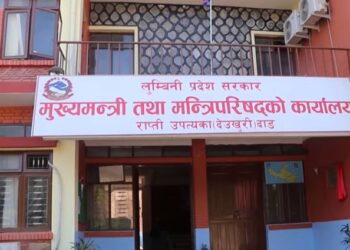 लुम्बिनी प्रदेश सरकार
मुख्यमन्त्री तथा मन्त्रिपरिषद्को कार्यालय
राप्ती उपत्यका(देउखुरी)दाङ